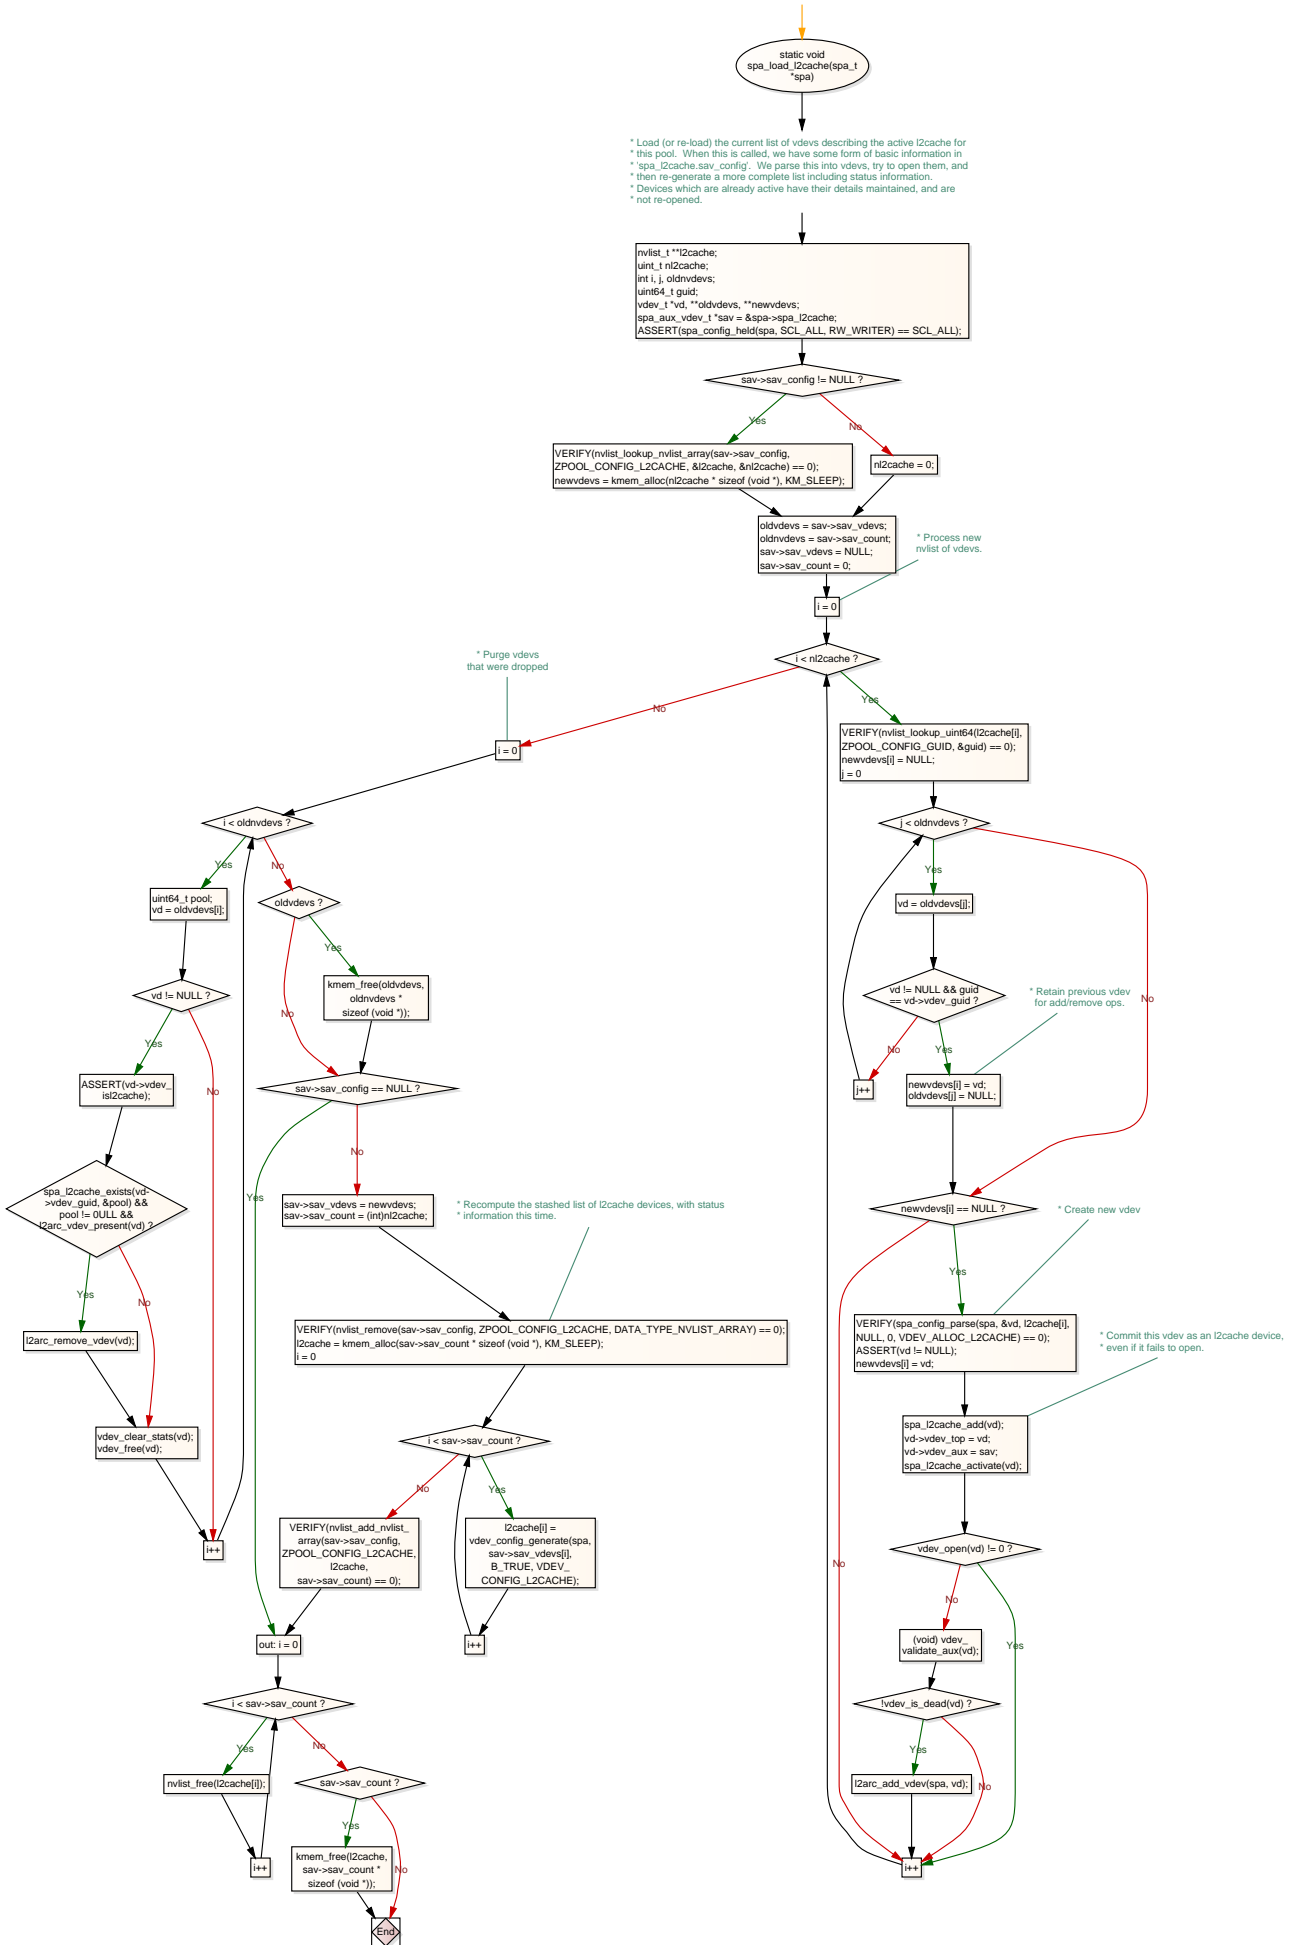 static void
spa_load_l2cache(spa_t
*spa)
* Load (or re-load) the current list of vdevs describing the active l2cache for
* this pool.  When this is called, we have some form of basic information in
* 'spa_l2cache.sav_config'.  We parse this into vdevs, try to open them, and
* then re-generate a more complete list including status information.
* Devices which are already active have their details maintained, and are
* not re-opened.
nvlist_t **l2cache;
uint_t nl2cache;
int i, j, oldnvdevs;
uint64_t guid;
vdev_t *vd, **oldvdevs, **newvdevs;
spa_aux_vdev_t *sav = &spa->spa_l2cache;
ASSERT(spa_config_held(spa, SCL_ALL, RW_WRITER) == SCL_ALL);
sav->sav_config != NULL ?
Yes
No
VERIFY(nvlist_lookup_nvlist_array(sav->sav_config,
ZPOOL_CONFIG_L2CACHE, &l2cache, &nl2cache) == 0);
newvdevs = kmem_alloc(nl2cache * sizeof (void *), KM_SLEEP);
nl2cache = 0;
oldvdevs = sav->sav_vdevs;
oldnvdevs = sav->sav_count;
sav->sav_vdevs = NULL;
sav->sav_count = 0;
* Process new
nvlist of vdevs.
i = 0
i < nl2cache ?
No
Yes
* Purge vdevs
that were dropped
i = 0
VERIFY(nvlist_lookup_uint64(l2cache[i],
ZPOOL_CONFIG_GUID, &guid) == 0);
newvdevs[i] = NULL;
j = 0
i < oldnvdevs ?
Yes
No
j < oldnvdevs ?
Yes
No
uint64_t pool;
vd = oldvdevs[i];
oldvdevs ?
Yes
No
vd = oldvdevs[j];
vd != NULL ?
Yes
No
kmem_free(oldvdevs,
oldnvdevs *
sizeof (void *));
vd != NULL && guid
== vd->vdev_guid ?
No
Yes
* Retain previous vdev
for add/remove ops.
ASSERT(vd->vdev_
isl2cache);
sav->sav_config == NULL ?
No
Yes
j++
newvdevs[i] = vd;
oldvdevs[j] = NULL;
spa_l2cache_exists(vd-
>vdev_guid, &pool) &&
pool != 0ULL &&
l2arc_vdev_present(vd) ?
Yes
No
sav->sav_vdevs = newvdevs;
sav->sav_count = (int)nl2cache;
* Recompute the stashed list of l2cache devices, with status
* information this time.
newvdevs[i] == NULL ?
Yes
No
* Create new vdev
l2arc_remove_vdev(vd);
VERIFY(nvlist_remove(sav->sav_config, ZPOOL_CONFIG_L2CACHE, DATA_TYPE_NVLIST_ARRAY) == 0);
l2cache = kmem_alloc(sav->sav_count * sizeof (void *), KM_SLEEP);
i = 0
VERIFY(spa_config_parse(spa, &vd, l2cache[i],
NULL, 0, VDEV_ALLOC_L2CACHE) == 0);
ASSERT(vd != NULL);
newvdevs[i] = vd;
* Commit this vdev as an l2cache device,
* even if it fails to open.
vdev_clear_stats(vd);
vdev_free(vd);
i < sav->sav_count ?
No
Yes
spa_l2cache_add(vd);
vd->vdev_top = vd;
vd->vdev_aux = sav;
spa_l2cache_activate(vd);
i++
VERIFY(nvlist_add_nvlist_
array(sav->sav_config,
ZPOOL_CONFIG_L2CACHE,
l2cache,
sav->sav_count) == 0);
l2cache[i] =
vdev_config_generate(spa,
sav->sav_vdevs[i],
B_TRUE, VDEV_
CONFIG_L2CACHE);
vdev_open(vd) != 0 ?
No
Yes
out: i = 0
i++
(void) vdev_
validate_aux(vd);
i < sav->sav_count ?
Yes
No
!vdev_is_dead(vd) ?
Yes
No
nvlist_free(l2cache[i]);
sav->sav_count ?
Yes
No
l2arc_add_vdev(spa, vd);
i++
kmem_free(l2cache,
sav->sav_count *
sizeof (void *));
i++
End